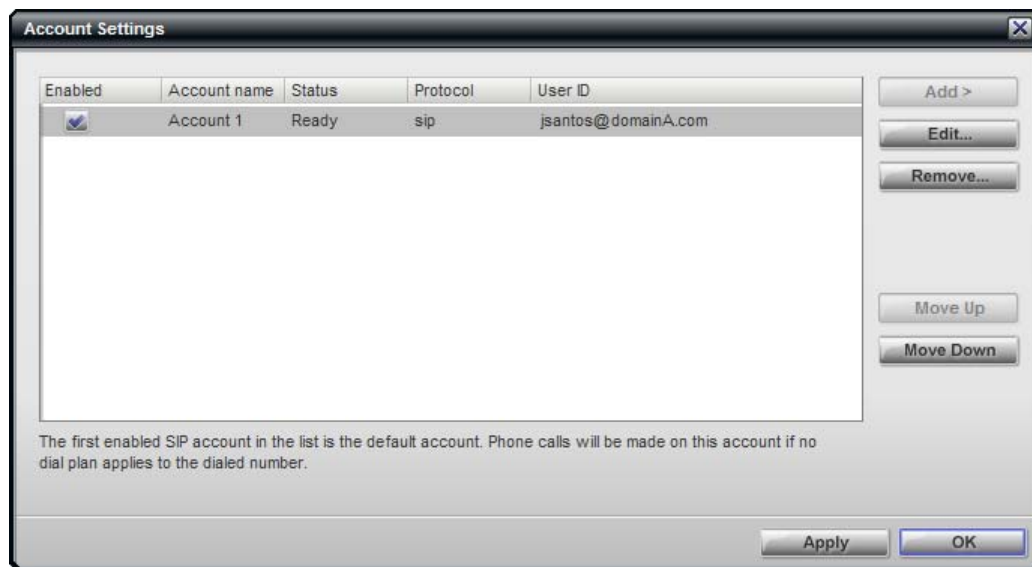 Account Settings
Enabled Account name Status Protocol User ID
Account 1 Ready sip jsantos@domainA.com
Add >
Edit...
Remove...
Move Up
Move Down
The first enabled SIP account in the list is the default account. Phone calls will be made on this account if no
dial plan applies to the dialed number.
Apply OK